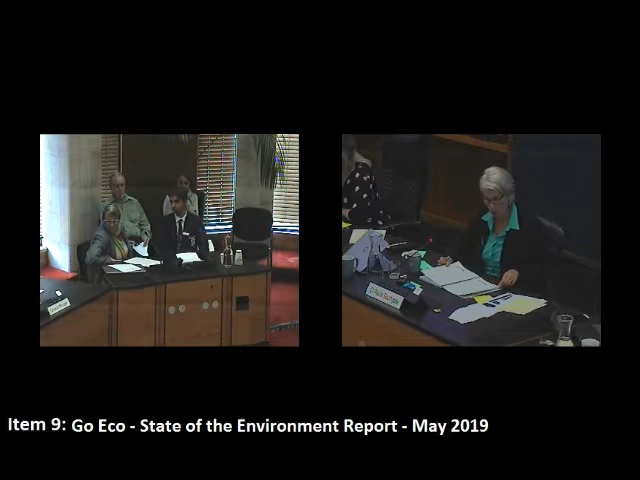 Item 9: Go Eco - State of the Environment Report - May 2019